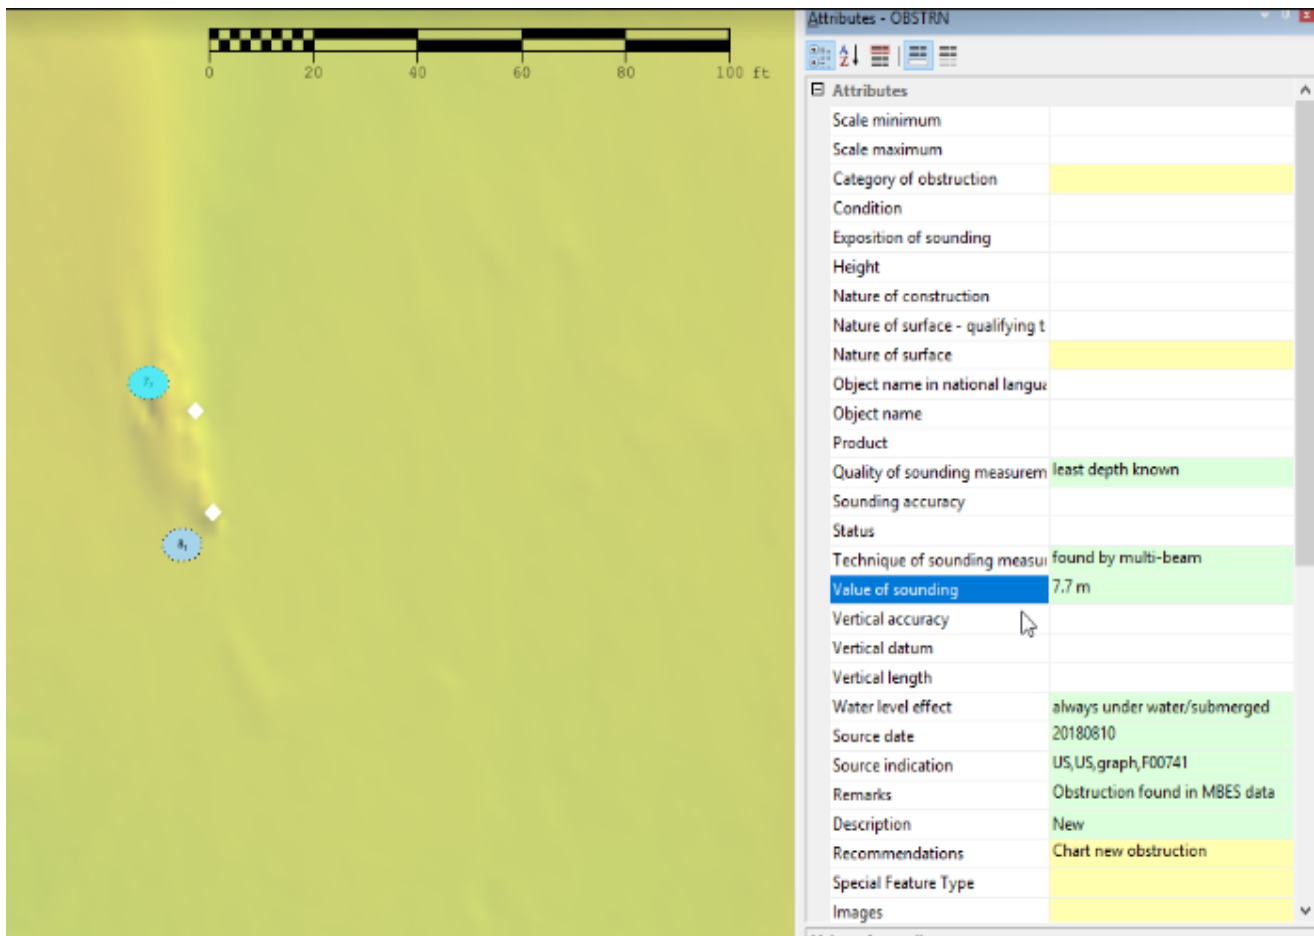 0 20 40 60 80 100 ft
7₇
8₁
Attributes - OBSTRN
Attributes
Scale minimum
Scale maximum
Category of obstruction
Condition
Exposition of sounding
Height
Nature of construction
Nature of surface - qualifying t
Nature of surface
Object name in national langua
Object name
Product
Quality of sounding measurem least depth known
Sounding accuracy
Status
Technique of sounding measu found by multi-beam
Value of sounding 7.7 m
Vertical accuracy
Vertical datum
Vertical length
Water level effect always under water/submerged
Source date 20180810
Source indication US,US,graph,F00741
Remarks Obstruction found in MBES data
Description New
Recommendations Chart new obstruction
Special Feature Type
Images